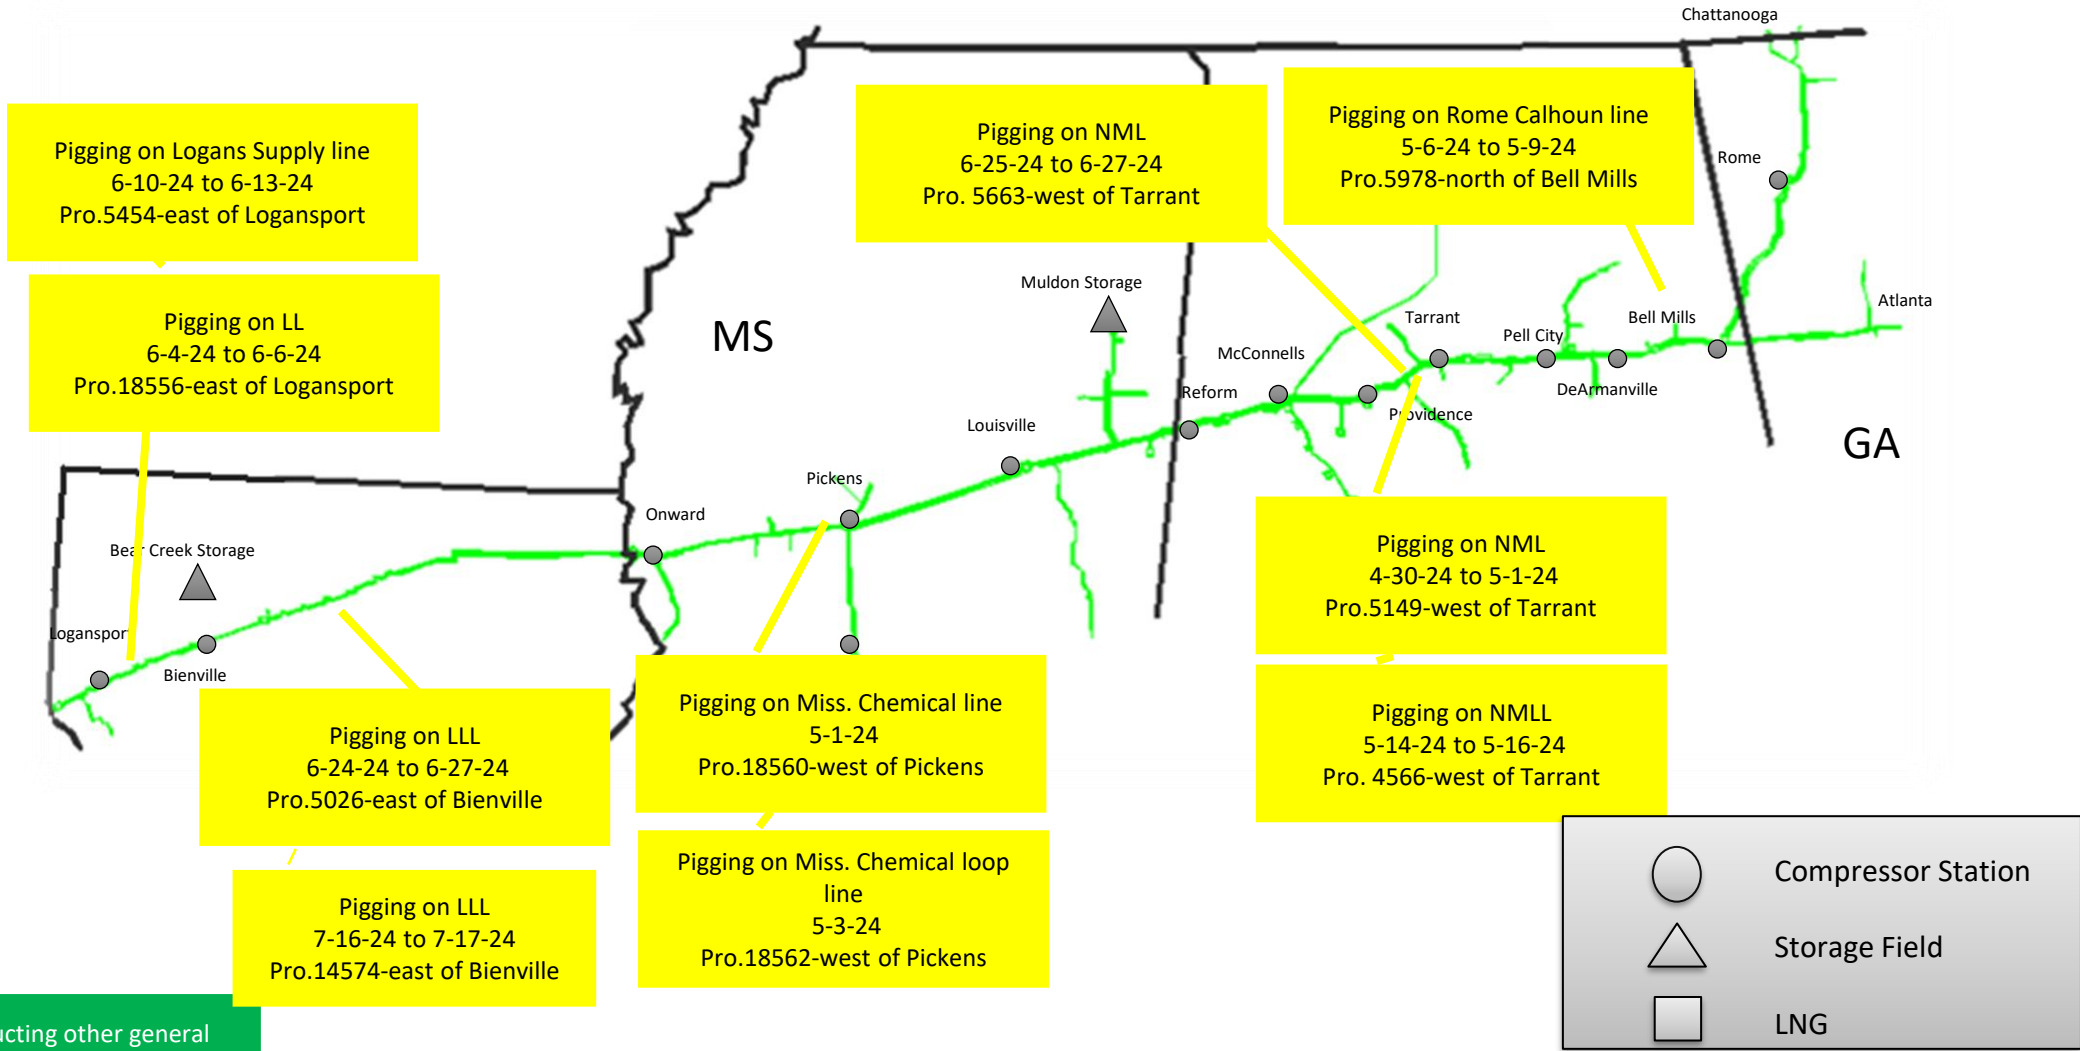 Chattanooga
Pigging on Logans Supply line
6-10-24 to 6-13-24
Pro.5454-east of Logansport
Pigging on NML
6-25-24 to 6-27-24
Pro. 5663-west of Tarrant
Pigging on Rome Calhoun line
5-6-24 to 5-9-24
Pro.5978-north of Bell Mills
Rome
Pigging on LL
6-4-24 to 6-6-24
Pro.18556-east of Logansport
MS
Muldon Storage
Tarrant
Pell City
Bell Mills
Atlanta
McConnells
Reform
DeArmanville
Providence
Louisville
GA
Pickens
Onward
Bear Creek Storage
Logansport
Bienville
Pigging on NML
4-30-24 to 5-1-24
Pro.5149-west of Tarrant
Pigging on LLL
6-24-24 to 6-27-24
Pro.5026-east of Bienville
Pigging on Miss. Chemical line
5-1-24
Pro.18560-west of Pickens
Pigging on NMLL
5-14-24 to 5-16-24
Pro. 4566-west of Tarrant
Pigging on LLL
7-16-24 to 7-17-24
Pro.14574-east of Bienville
Pigging on Miss. Chemical loop
line
5-3-24
Pro.18562-west of Pickens
Compressor Station
Storage Field
LNG
ucting other general